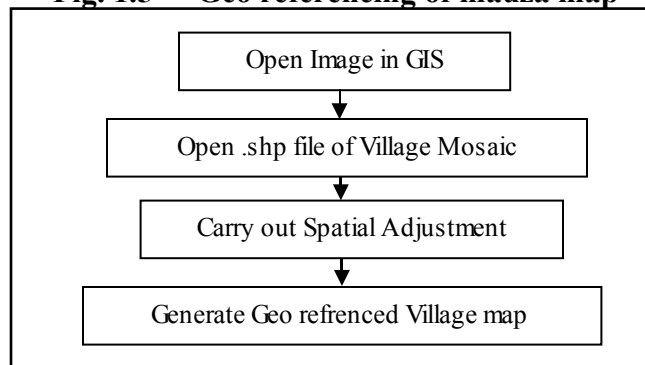 Fig. 1.3 Geo referencing of mauza map
Open Image in GIS
Open .shp file of Village Mosaic
Carry out Spatial Adjustment
Generate Geo refrenced Village map